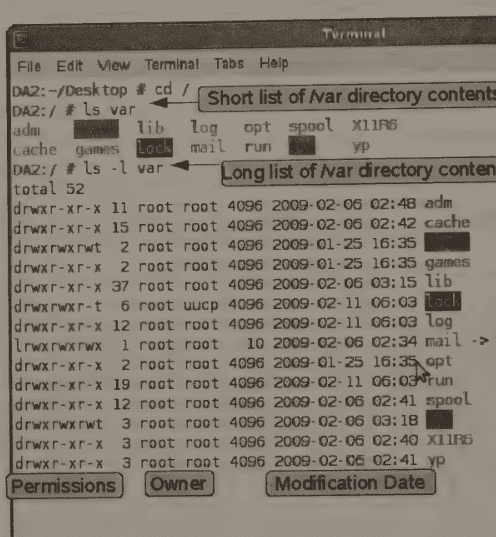 Terminal
File Edit View Terminal Tabs Help
DA2:~/Desktop # cd /
DA2:/ # ls var
Short list of /var directory contents
adm lib log opt spool X11R6
cache games lock mail run yp
DA2:/ # ls -l var
Long list of /var directory conten
total 52
drwxr-xr-x 11 root root 4096 2009-02-06 02:48 adm
drwxr-xr-x 15 root root 4096 2009-02-06 02:42 cache
drwxrwxrwt 2 root root 4096 2009-01-25 16:35
drwxr-xr-x 2 root root 4096 2009-01-25 16:35 games
drwxr-xr-x 37 root root 4096 2009-02-06 03:15 lib
drwxrwxr-t 6 root uucp 4096 2009-02-11 06:03 lock
drwxr-xr-x 12 root root 4096 2009-02-11 06:03 log
lrwxrwxrwx 1 root root 10 2009-02-06 02:34 mail ->
drwxr-xr-x 2 root root 4096 2009-01-25 16:35 opt
drwxr-xr-x 19 root root 4096 2009-02-11 06:03 run
drwxr-xr-x 12 root root 4096 2009-02-06 02:41 spool
drwxrwxrwt 3 root root 4096 2009-02-06 03:18
drwxr-xr-x 3 root root 4096 2009-02-06 02:40 X11R6
drwxr-xr-x 3 root root 4096 2009-02-06 02:41 yp
Permissions Owner Modification Date